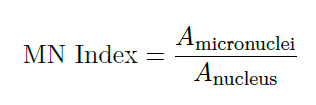 MN Index = A_micronuclei / A_nucleus